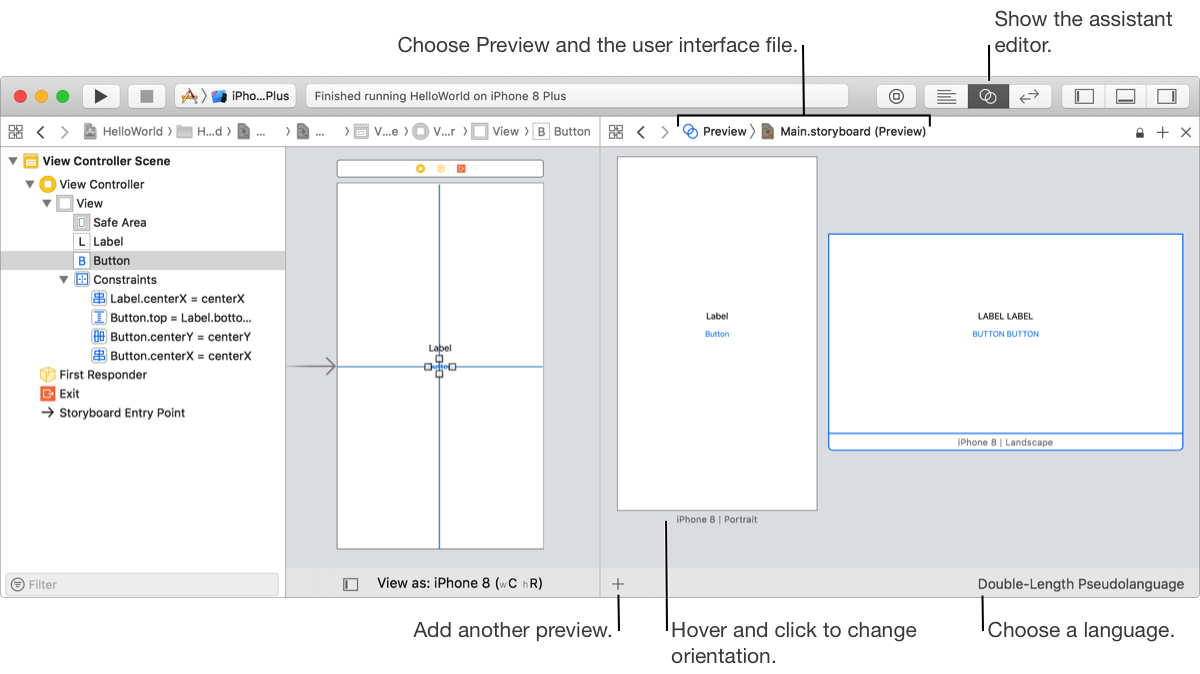 Show the assistant
editor.
Choose Preview and the user interface file.
iPho...Plus
Finished running HelloWorld on iPhone 8 Plus
HelloWorld
H...d
...
...
V...e
V...r
View
B
Button
Preview
Main.storyboard (Preview)
View Controller Scene
View Controller
View
Safe Area
L Label
B Button
Constraints
Label.centerX = centerX
Button.top = Label.botto...
Button.centerY = centerY
Button.centerX = centerX
First Responder
Exit
Storyboard Entry Point
Filter
Label
Button
View as: iPhone 8 (wC hR)
Label
Button
iPhone 8 | Portrait
LABEL LABEL
BUTTON BUTTON
iPhone 8 | Landscape
Double-Length Pseudolanguage
Add another preview.
Hover and click to change
orientation.
Choose a language.